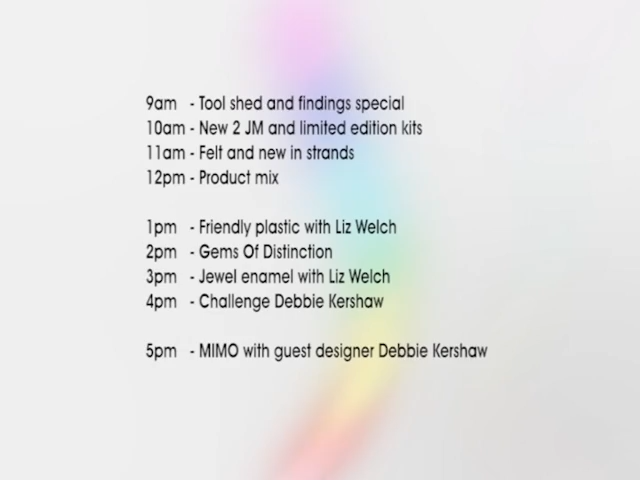 9am - Tool shed and findings special
10am - New 2 JM and limited edition kits
11am - Felt and new in strands
12pm - Product mix
1pm - Friendly plastic with Liz Welch
2pm - Gems Of Distinction
3pm - Jewel enamel with Liz Welch
4pm - Challenge Debbie Kershaw
5pm - MIMO with guest designer Debbie Kershaw